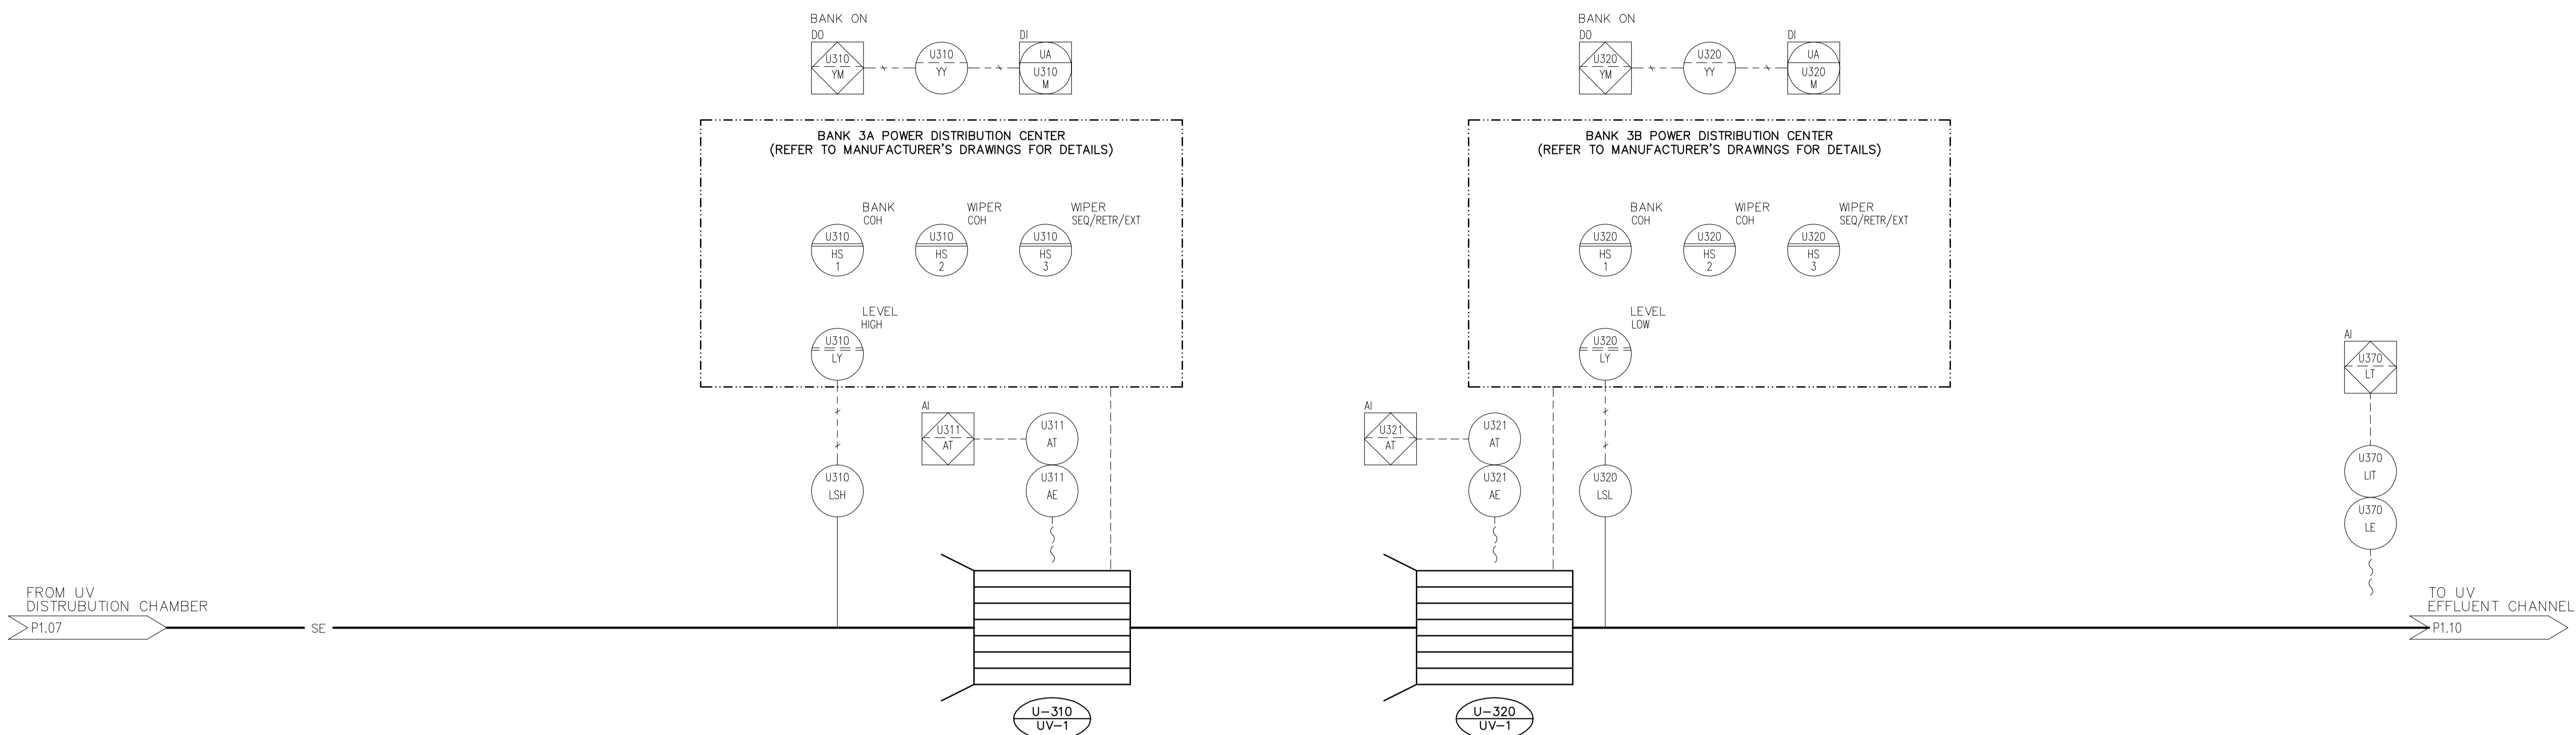 BANK ON
DO
U310
YM
U310
YY
DI
UA
U310
M
BANK ON
DO
U320
YM
U320
YY
DI
UA
U320
M
BANK 3A POWER DISTRIBUTION CENTER
(REFER TO MANUFACTURER'S DRAWINGS FOR DETAILS)
BANK
COH
U310
HS
1
WIPER
COH
U310
HS
2
WIPER
SEQ/RETR/EXT
U310
HS
3
LEVEL
HIGH
U310
LY
BANK 3B POWER DISTRIBUTION CENTER
(REFER TO MANUFACTURER'S DRAWINGS FOR DETAILS)
BANK
COH
U320
HS
1
WIPER
COH
U320
HS
2
WIPER
SEQ/RETR/EXT
U320
HS
3
LEVEL
LOW
U320
LY
AI
U370
LT
U370
LIT
U370
LE
AI
U311
AT
U311
AT
U311
AE
U310
LSH
AI
U321
AT
U321
AT
U321
AE
U320
LSL
FROM UV
DISTRUBUTION CHAMBER
P1.07
SE
TO UV
EFFLUENT CHANNEL
P1.10
U-310
UV-1
U-320
UV-1